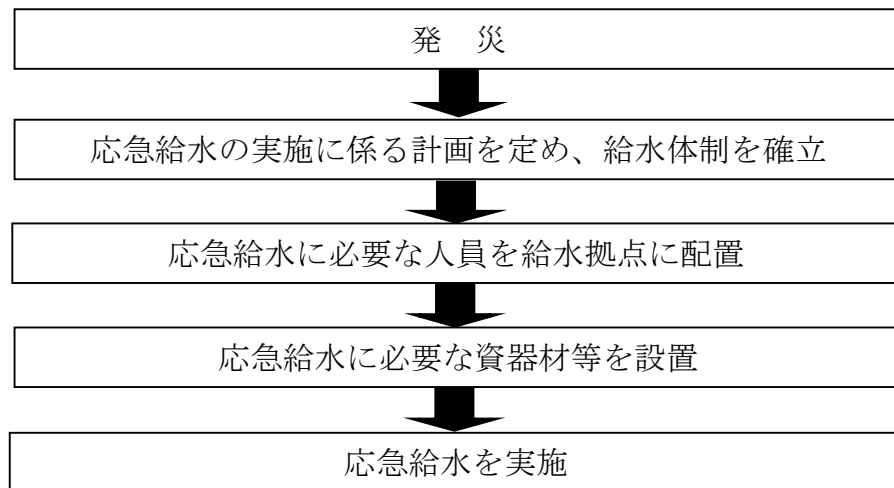 発　災
応急給水の実施に係る計画を定め、給水体制を確立
応急給水に必要な人員を給水拠点に配置
応急給水に必要な資器材等を設置
応急給水を実施